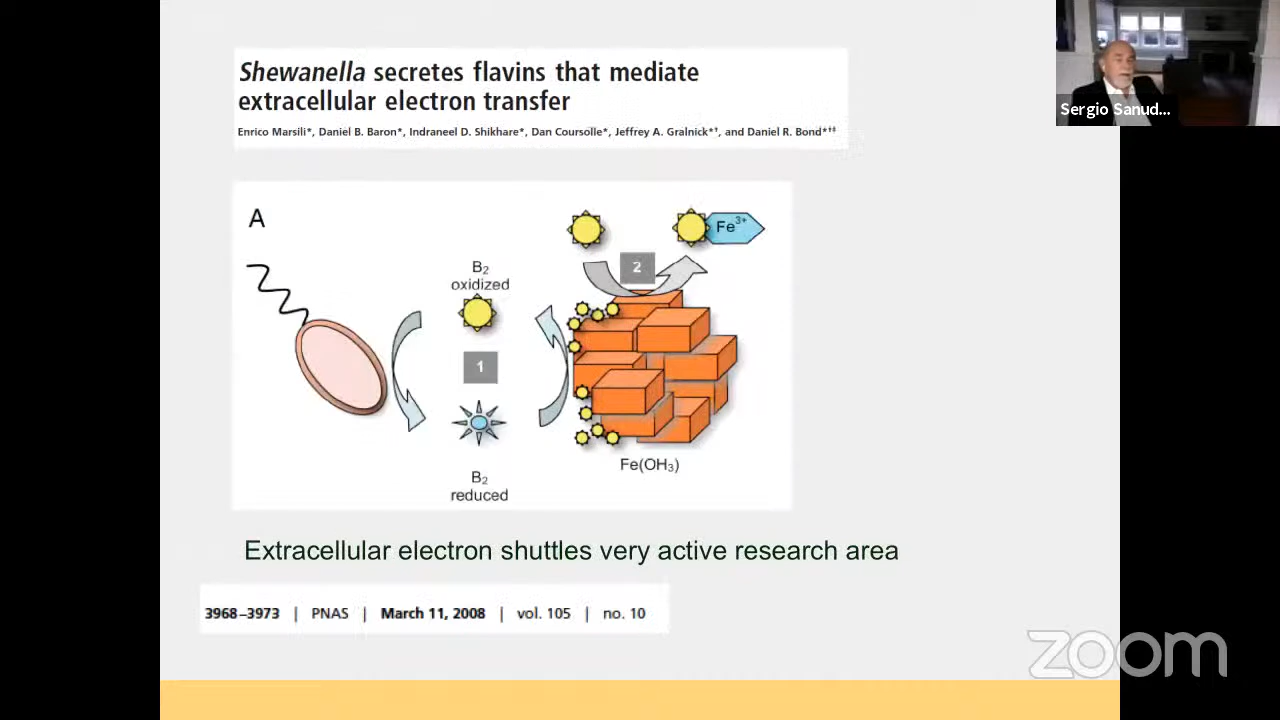 Shewanella secretes flavins that mediate
extracellular electron transfer
Enrico Marsili*, Daniel B. Baron*, Indraneel D. Shikhare*, Dan Coursolle*, Jeffrey A. Gralnick*†, and Daniel R. Bond*†‡
Sergio Sanud...
A
B2
oxidized
1
B2
reduced
2
Fe3+
Fe(OH3)
Extracellular electron shuttles very active research area
3968–3973 | PNAS | March 11, 2008 | vol. 105 | no. 10
zoom